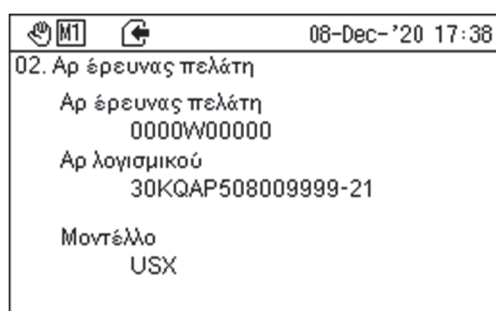 M1 08-Dec-'20 17:38
02. Αρ έρευνας πελάτη
Αρ έρευνας πελάτη
0000W00000
Αρ λογισμικού
30KQAP508009999-21
Μοντέλλο
USX